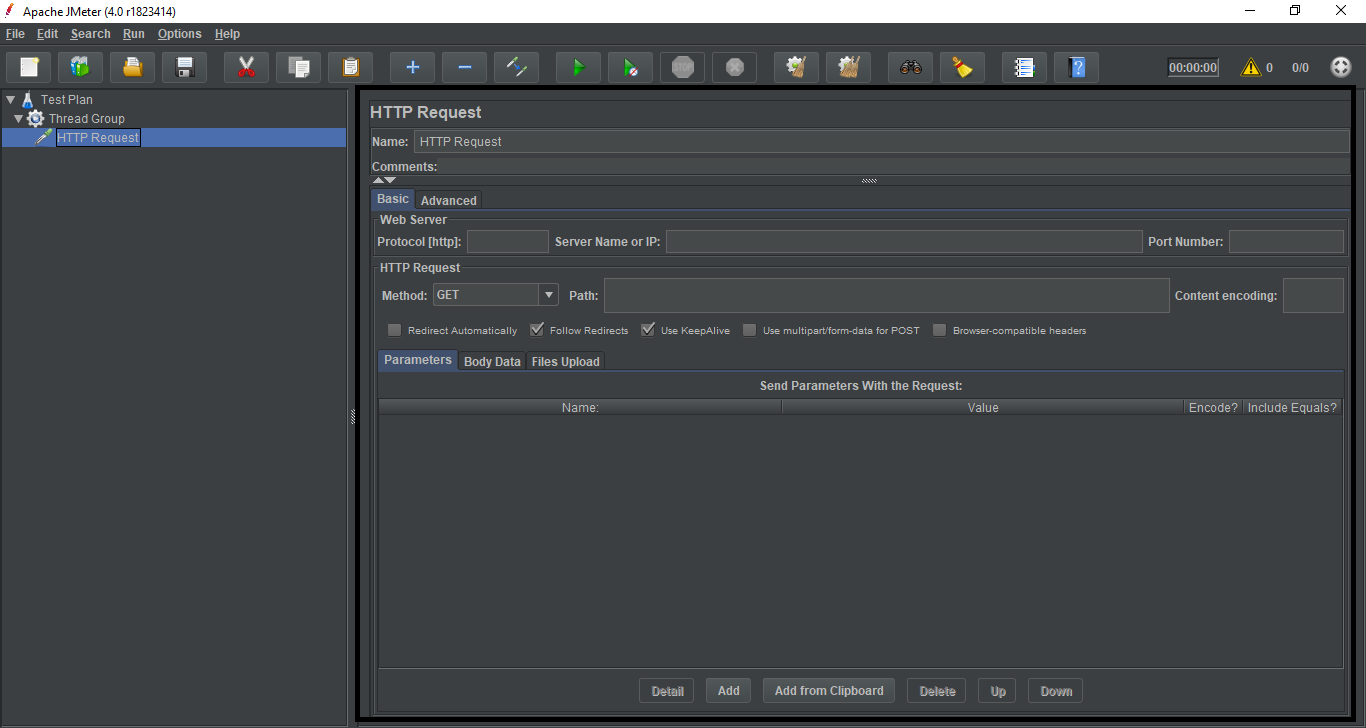 Apache JMeter (4.0 r1823414)
File Edit Search Run Options Help
STOP 00:00:00 0 0/0 ?
Test Plan
Thread Group
HTTP Request
HTTP Request
Name: HTTP Request
Comments:
Basic Advanced
Web Server
Protocol [http]: Server Name or IP: Port Number:
HTTP Request
Method: GET Path: Content encoding:
Redirect Automatically Follow Redirects Use KeepAlive Use multipart/form-data for POST Browser-compatible headers
Parameters Body Data Files Upload
Send Parameters With the Request:
Name: Value Encode? Include Equals?
Detail Add Add from Clipboard Delete Up Down